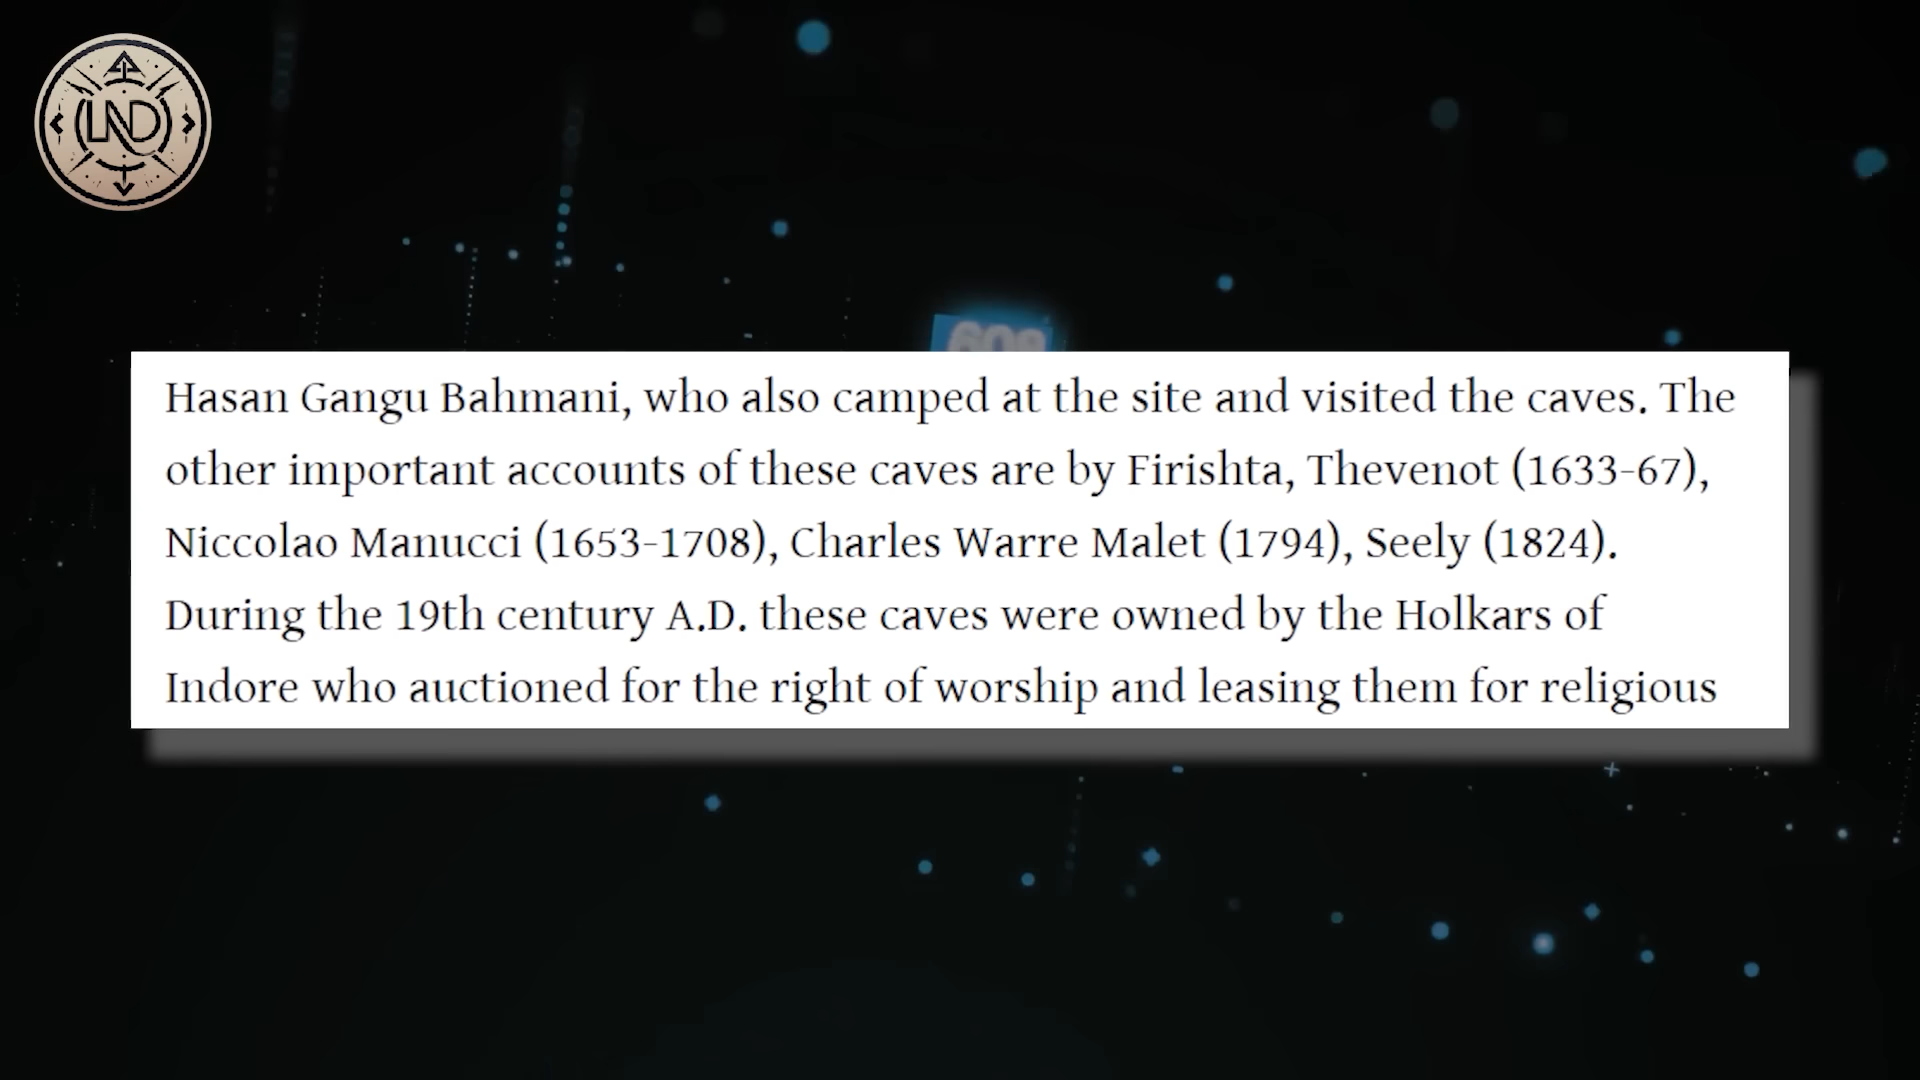 UND
608
Hasan Gangu Bahmani, who also camped at the site and visited the caves. The
other important accounts of these caves are by Firishta, Thevenot (1633-67),
Niccolao Manucci (1653-1708), Charles Warre Malet (1794), Seely (1824).
During the 19th century A.D. these caves were owned by the Holkars of
Indore who auctioned for the right of worship and leasing them for religious